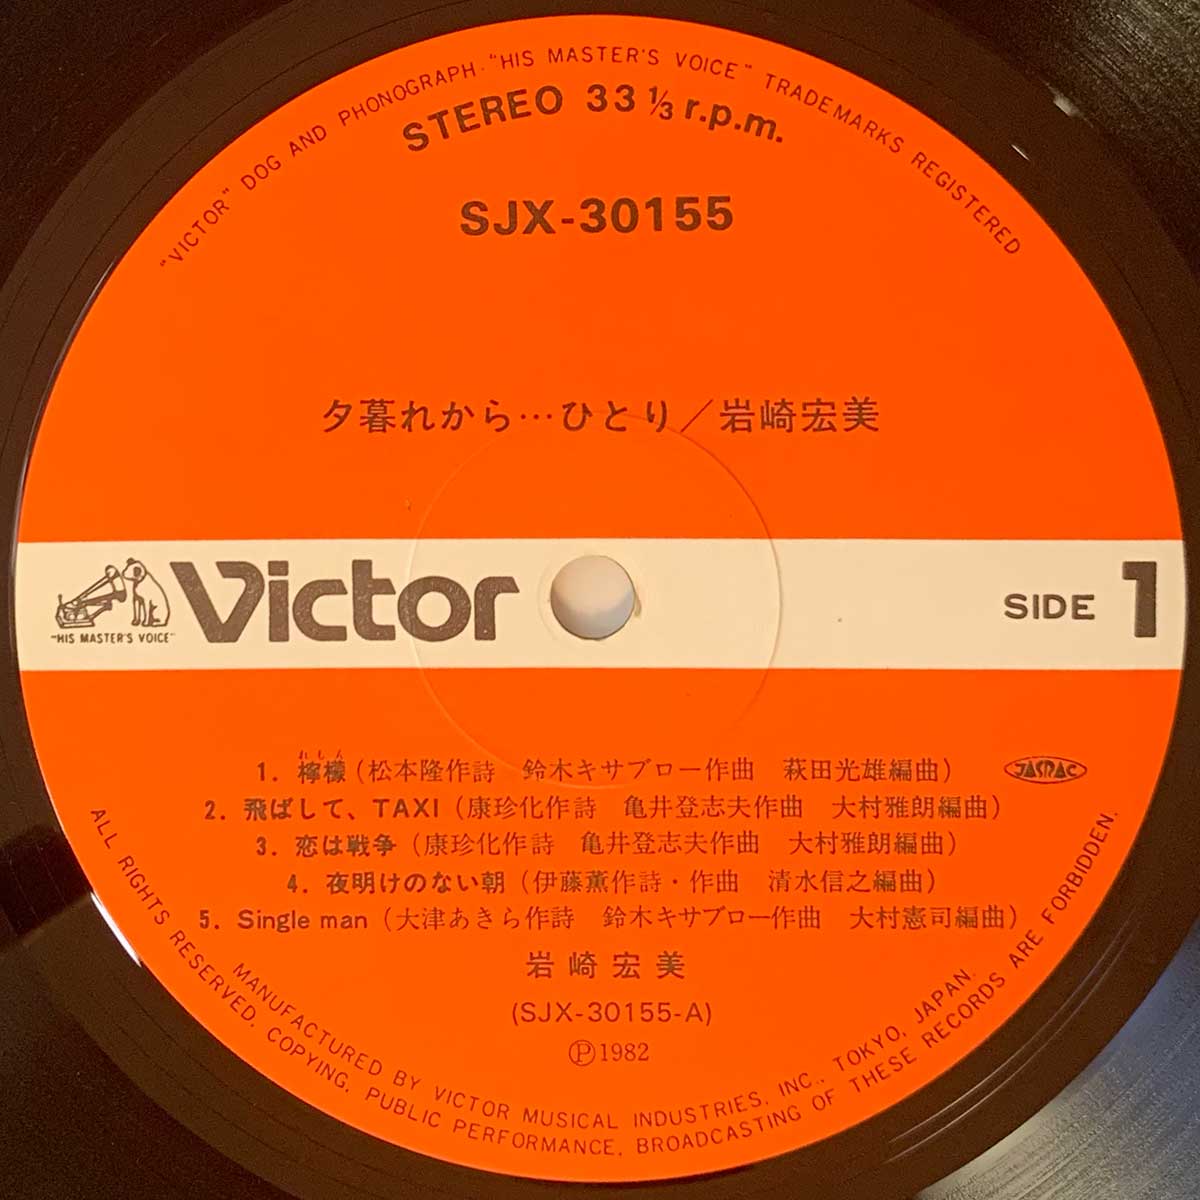 "VICTOR" DOG AND PHONOGRAPH. "HIS MASTER'S VOICE" TRADEMARKS REGISTERED
STEREO 33 1/3 r.p.m.
SJX-30155
夕暮れから…ひとり／岩崎宏美
"HIS MASTER'S VOICE"
Victor
SIDE 1
れもん
1. 檸檬（松本隆作詩 鈴木キサブロー作曲 萩田光雄編曲）
JASRAC
2. 飛ばして、TAXI（康珍化作詩 亀井登志夫作曲 大村雅朗編曲）
3. 恋は戦争（康珍化作詩 亀井登志夫作曲 大村雅朗編曲）
4. 夜明けのない朝（伊藤薫作詩・作曲 清水信之編曲）
5. Single man（大津あきら作詩 鈴木キサブロー作曲 大村憲司編曲）
岩崎宏美
(SJX-30155-A)
Ⓟ1982
MANUFACTURED BY VICTOR MUSICAL INDUSTRIES, INC., TOKYO, JAPAN.
ALL RIGHTS RESERVED. COPYING, PUBLIC PERFORMANCE, BROADCASTING OF THESE RECORDS ARE FORBIDDEN.